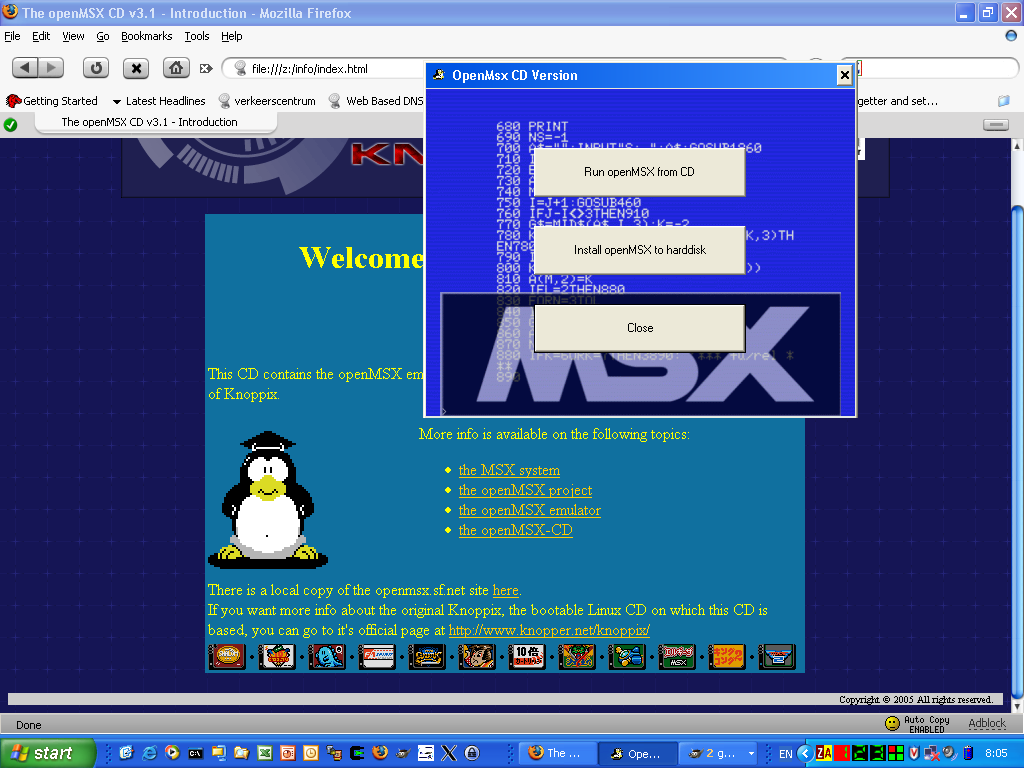 The openMSX CD v3.1 - Introduction - Mozilla Firefox
File Edit View Go Bookmarks Tools Help
file:///z:/info/index.html
Getting Started Latest Headlines verkeerscentrum Web Based DNS
getter and set...
The openMSX CD v3.1 - Introduction
KN
OpenMsx CD Version
680 PRINT
690 NS=-1
700 A$="":INPUT"S: ";A$:GOSUB1860
710 I
720
730
740
750 I=J+1:GOSUB460
760 IFJ-I<>3THEN910
770 G$=MID$(A$,I,3):K=-2
780 K,3)TH
EN780
790 I
800 K ))
810 A(M,2)=K
820 IFL=2THEN880
830 FORN=3TOL
840 I
850
860
870
880 IFK=6ORK=7THEN3890: *** fw/rel *
**
890
Run openMSX from CD
Install openMSX to harddisk
Close
MSX
Welcome
This CD contains the openMSX em
of Knoppix.
More info is available on the following topics:
the MSX system
the openMSX project
the openMSX emulator
the openMSX-CD
There is a local copy of the openmsx.sf.net site here.
If you want more info about the original Knoppix, the bootable Linux CD on which this CD is
based, you can go to it's official page at http://www.knopper.net/knoppix/
Copyright © 2005 All rights reserved.
Done
Auto Copy
ENABLED
Adblock
start
The ...
Ope...
2 g...
EN
ZA
8:05